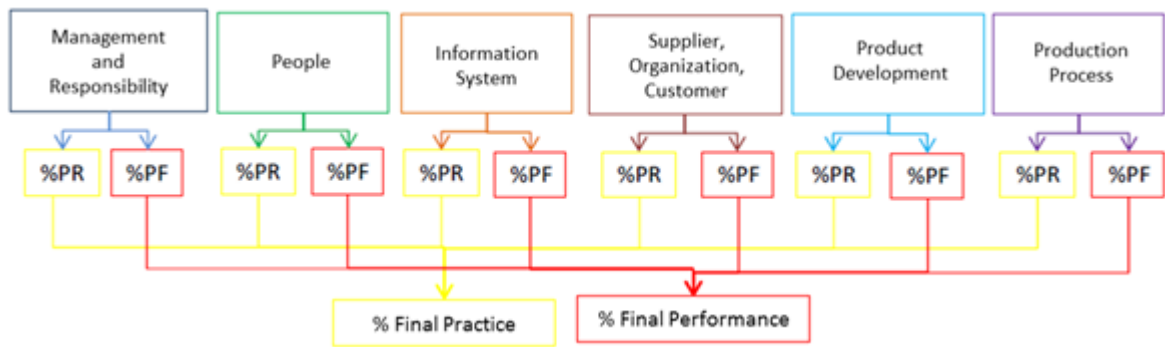 Management
and
Responsibility
People
Information
System
Supplier,
Organization,
Customer
Product
Development
Production
Process
%PR
%PF
%PR
%PF
%PR
%PF
%PR
%PF
%PR
%PF
%PR
%PF
% Final Practice
% Final Performance